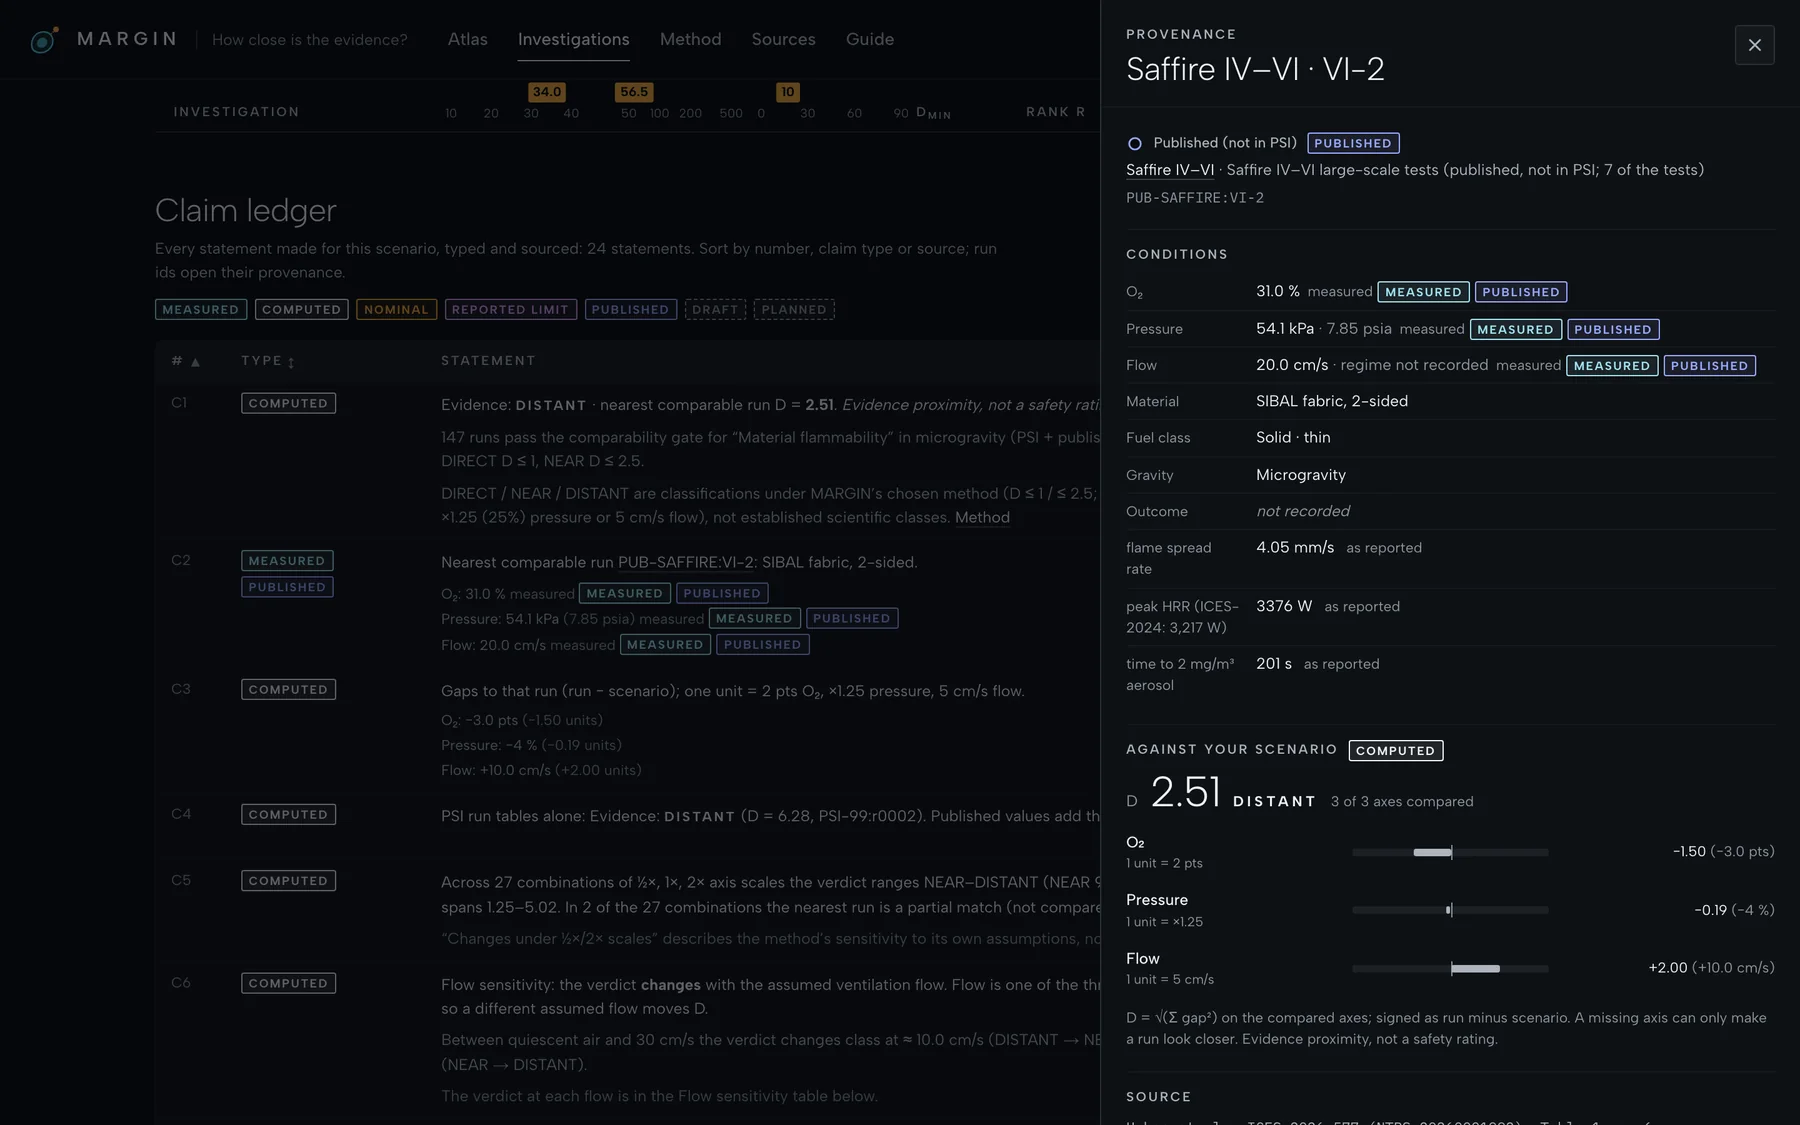 MARGIN
How close is the evidence?
Atlas
Investigations
Method
Sources
Guide
34.0
56.5
10
INVESTIGATION
10 20 30 40 50 100 200 500 0 30 60 90 DMIN
RANK R
Claim ledger
Every statement made for this scenario, typed and sourced: 24 statements. Sort by number, claim type or source; run
ids open their provenance.
MEASURED COMPUTED NOMINAL REPORTED LIMIT PUBLISHED DRAFT PLANNED
# ▲ TYPE ↕ STATEMENT
C1 COMPUTED Evidence: DISTANT · nearest comparable run D = 2.51. Evidence proximity, not a safety rati
147 runs pass the comparability gate for “Material flammability” in microgravity (PSI + publis
DIRECT D ≤ 1, NEAR D ≤ 2.5.
DIRECT / NEAR / DISTANT are classifications under MARGIN’s chosen method (D ≤ 1 / ≤ 2.5;
×1.25 (25%) pressure or 5 cm/s flow), not established scientific classes. Method
C2 MEASURED PUBLISHED Nearest comparable run PUB-SAFFIRE:VI-2: SIBAL fabric, 2-sided.
O₂: 31.0 % measured MEASURED PUBLISHED
Pressure: 54.1 kPa (7.85 psia) measured MEASURED PUBLISHED
Flow: 20.0 cm/s measured MEASURED PUBLISHED
C3 COMPUTED Gaps to that run (run − scenario); one unit = 2 pts O₂, ×1.25 pressure, 5 cm/s flow.
O₂: −3.0 pts (−1.50 units)
Pressure: −4 % (−0.19 units)
Flow: +10.0 cm/s (+2.00 units)
C4 COMPUTED PSI run tables alone: Evidence: DISTANT (D = 6.28, PSI-99:r0002). Published values add th
C5 COMPUTED Across 27 combinations of ½×, 1×, 2× axis scales the verdict ranges NEAR–DISTANT (NEAR 9
spans 1.25–5.02. In 2 of the 27 combinations the nearest run is a partial match (not compare
“Changes under ½×/2× scales” describes the method’s sensitivity to its own assumptions, no
C6 COMPUTED Flow sensitivity: the verdict changes with the assumed ventilation flow. Flow is one of the thr
so a different assumed flow moves D.
Between quiescent air and 30 cm/s the verdict changes class at ≈ 10.0 cm/s (DISTANT → NE
(NEAR → DISTANT).
The verdict at each flow is in the Flow sensitivity table below.
PROVENANCE
Saffire IV–VI · VI-2
Published (not in PSI) PUBLISHED
Saffire IV–VI · Saffire IV–VI large-scale tests (published, not in PSI; 7 of the tests)
PUB-SAFFIRE:VI-2
CONDITIONS
O₂ 31.0 % measured MEASURED PUBLISHED
Pressure 54.1 kPa · 7.85 psia measured MEASURED PUBLISHED
Flow 20.0 cm/s · regime not recorded measured MEASURED PUBLISHED
Material SIBAL fabric, 2-sided
Fuel class Solid · thin
Gravity Microgravity
Outcome not recorded
flame spread rate 4.05 mm/s as reported
peak HRR (ICES-2024: 3,217 W) 3376 W as reported
time to 2 mg/m³ aerosol 201 s as reported
AGAINST YOUR SCENARIO COMPUTED
D 2.51 DISTANT 3 of 3 axes compared
O₂
1 unit = 2 pts
−1.50 (−3.0 pts)
Pressure
1 unit = ×1.25
−0.19 (−4 %)
Flow
1 unit = 5 cm/s
+2.00 (+10.0 cm/s)
D = √(Σ gap²) on the compared axes; signed as run minus scenario. A missing axis can only make
a run look closer. Evidence proximity, not a safety rating.
SOURCE